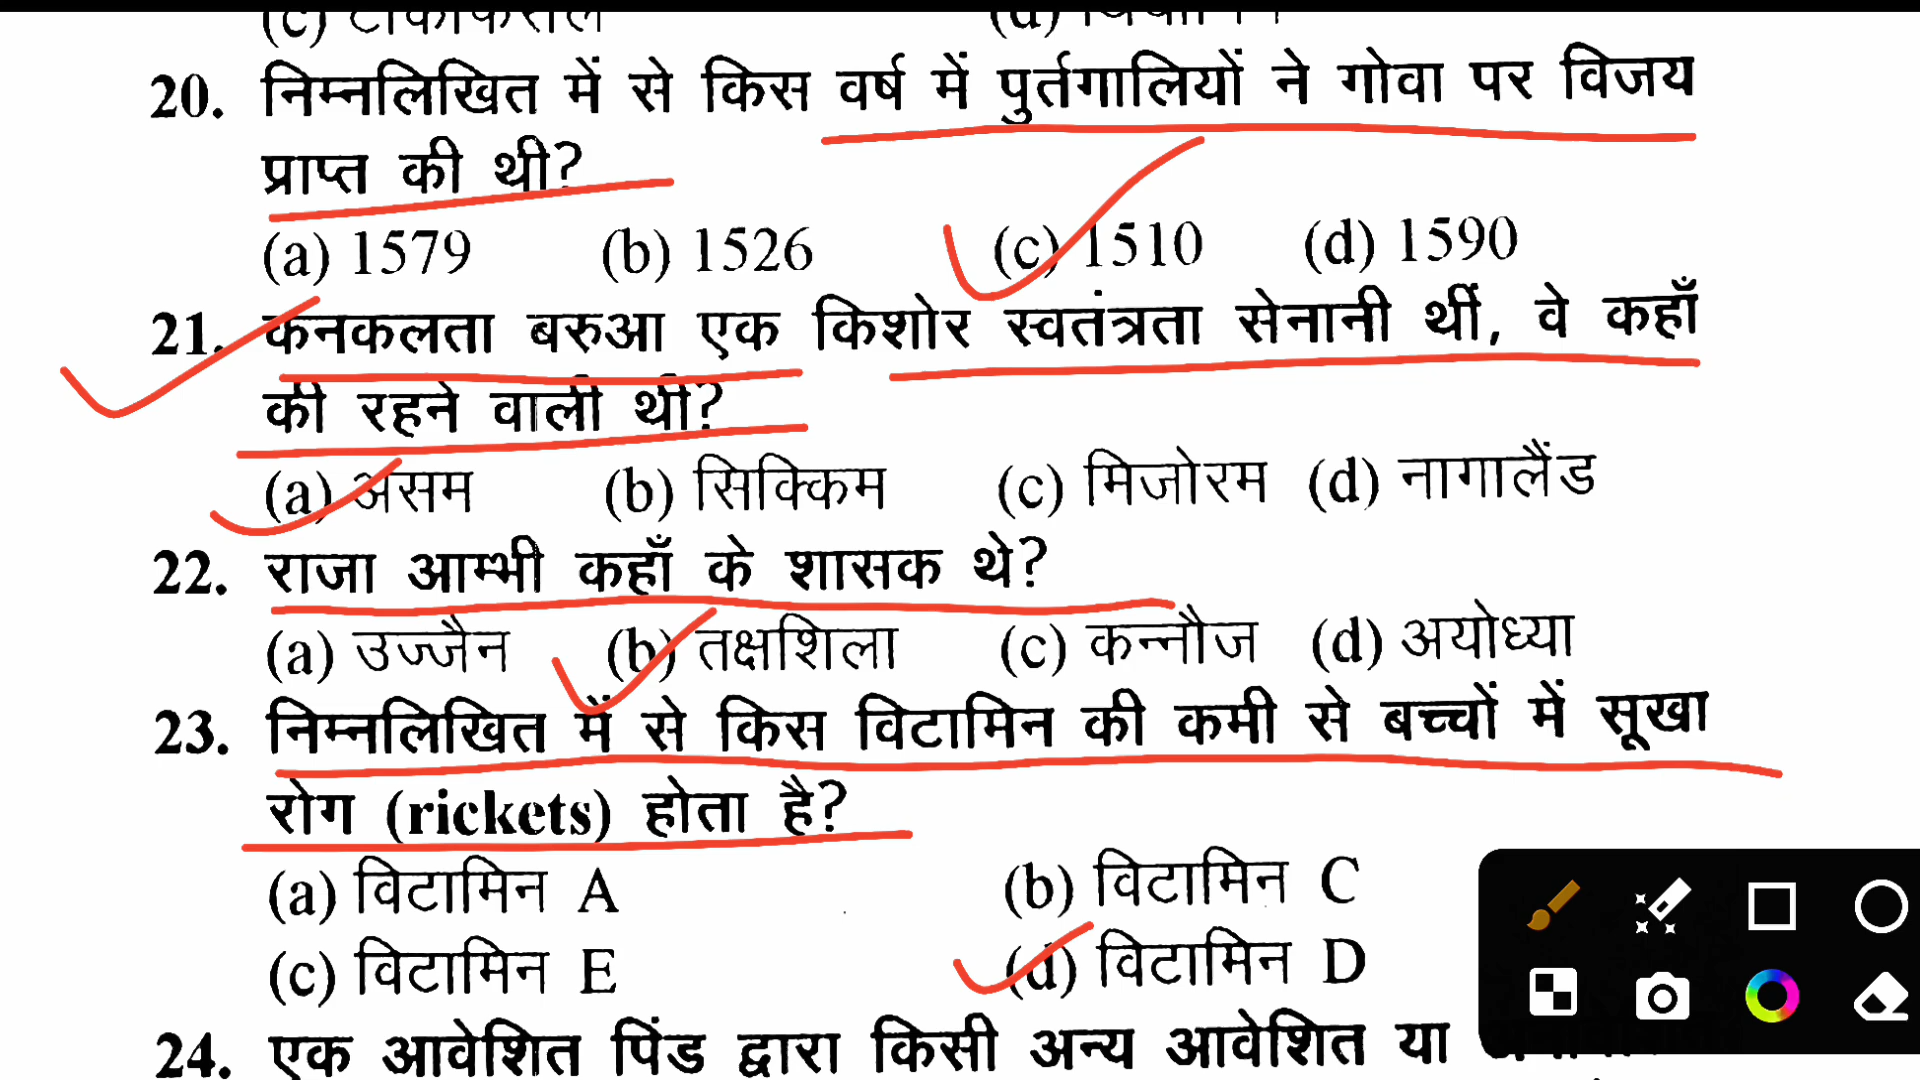 20. निम्नलिखित में से किस वर्ष में पुर्तगालियों ने गोवा पर विजय
प्राप्त की थी?
(a) 1579 (b) 1526 (c) 1510 (d) 1590
21. कनकलता बरुआ एक किशोर स्वतंत्रता सेनानी थीं, वे कहाँ
की रहने वाली थीं?
(a) असम (b) सिक्किम (c) मिजोरम (d) नागालैंड
22. राजा आम्भी कहाँ के शासक थे?
(a) उज्जैन (b) तक्षशिला (c) कन्नौज (d) अयोध्या
23. निम्नलिखित में से किस विटामिन की कमी से बच्चों में सूखा
रोग (rickets) होता है?
(a) विटामिन A (b) विटामिन C
(c) विटामिन E (d) विटामिन D
24. एक आवेशित पिंड द्वारा किसी अन्य आवेशित या